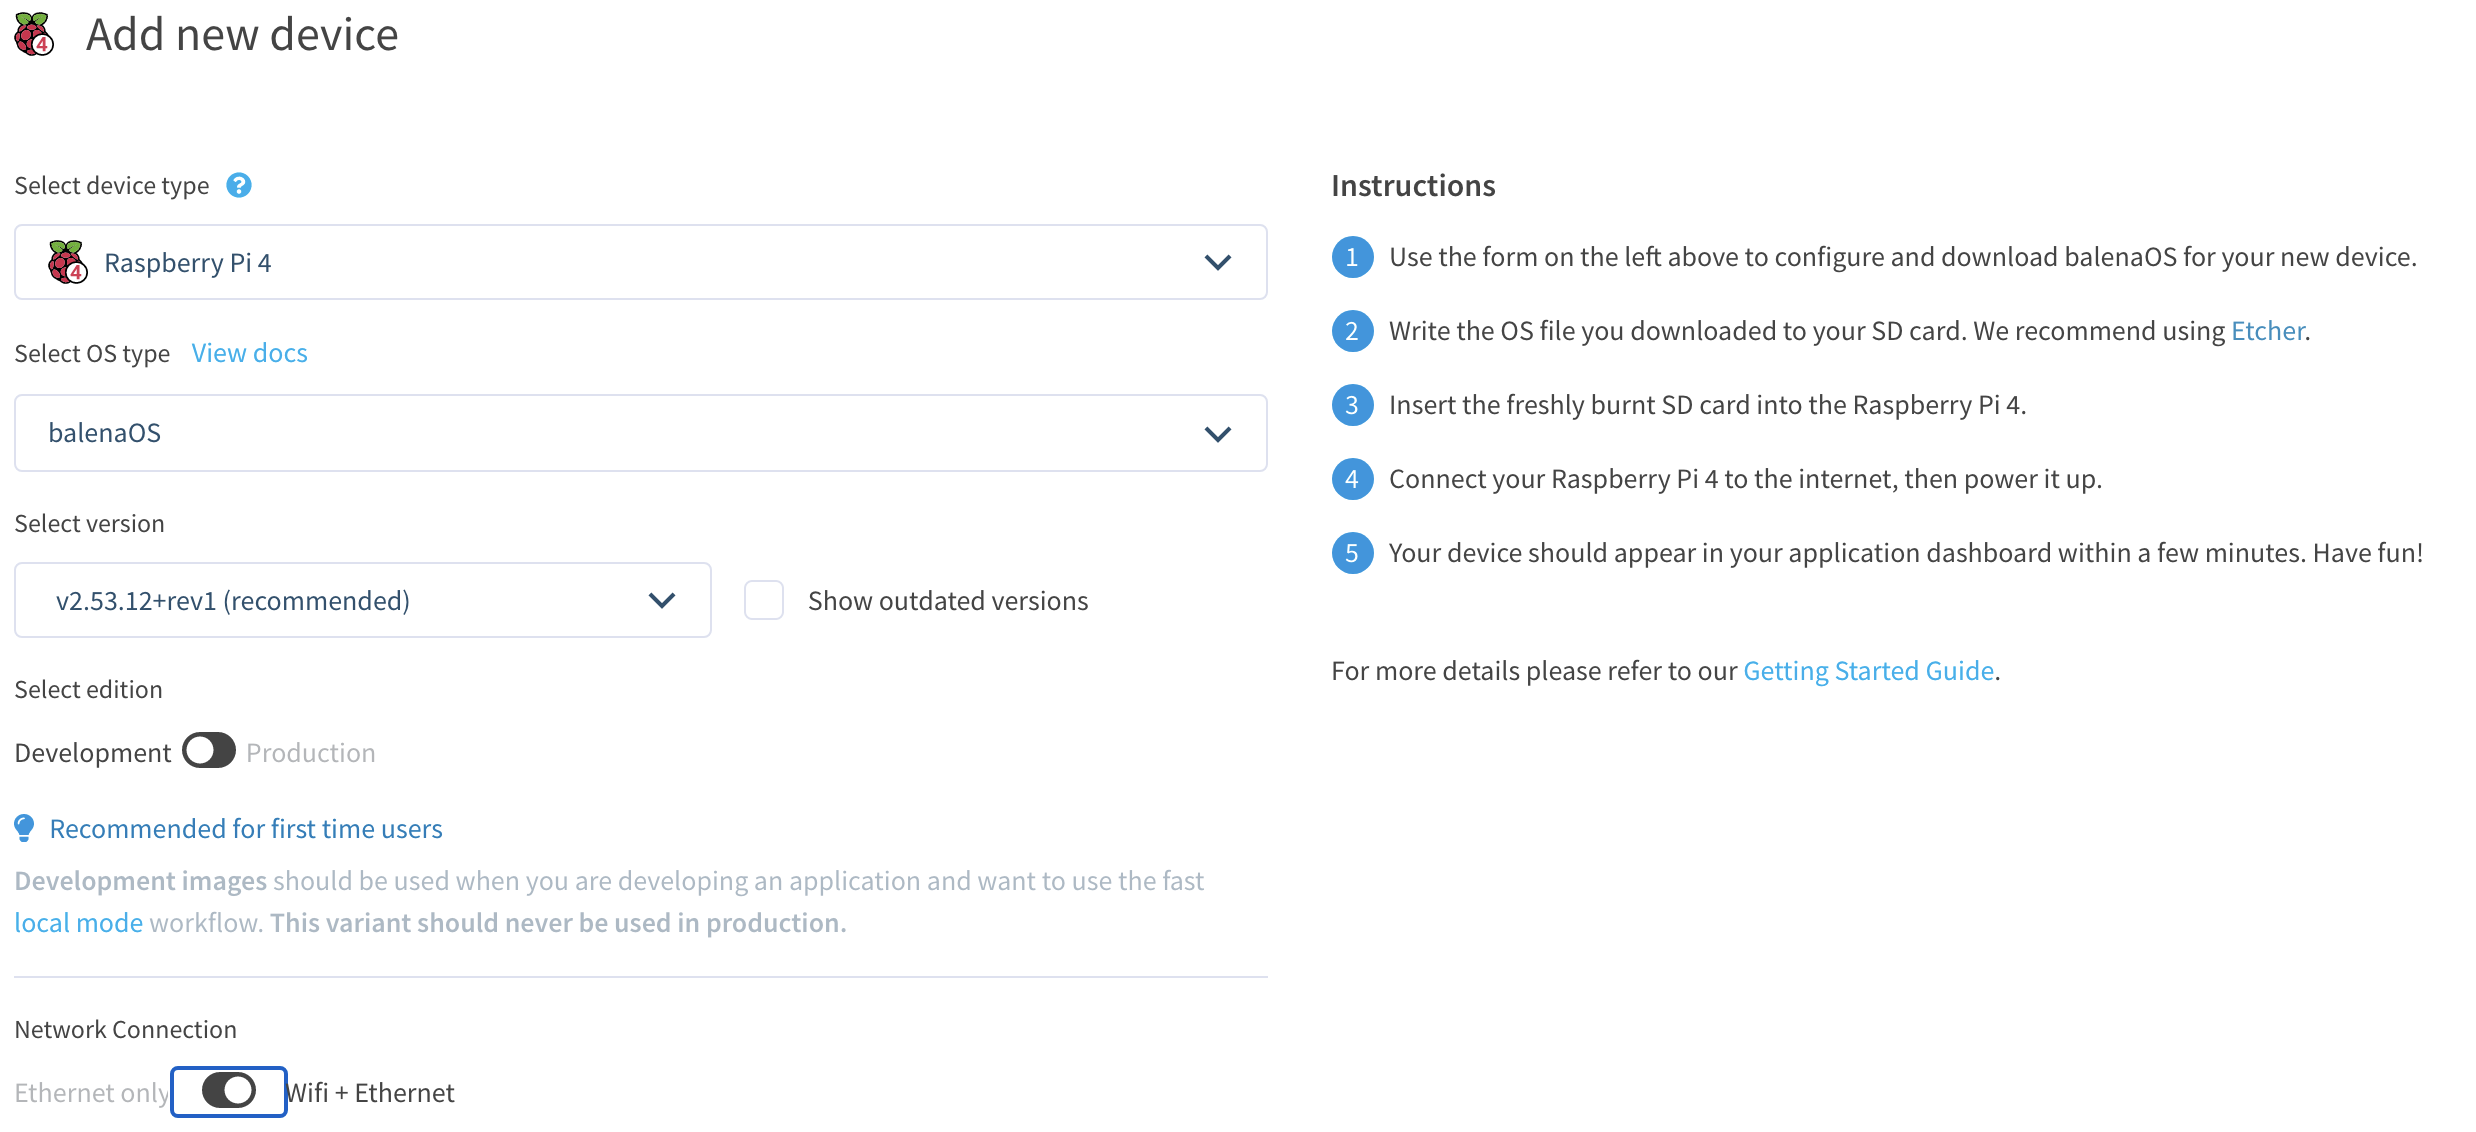 Add new device
Select device type
Raspberry Pi 4
Select OS type View docs
balenaOS
Select version
v2.53.12+rev1 (recommended)
Show outdated versions
Select edition
Development Production
Recommended for first time users
Development images should be used when you are developing an application and want to use the fast
local mode workflow. This variant should never be used in production.
Network Connection
Ethernet only Wifi + Ethernet
Instructions
1 Use the form on the left above to configure and download balenaOS for your new device.
2 Write the OS file you downloaded to your SD card. We recommend using Etcher.
3 Insert the freshly burnt SD card into the Raspberry Pi 4.
4 Connect your Raspberry Pi 4 to the internet, then power it up.
5 Your device should appear in your application dashboard within a few minutes. Have fun!
For more details please refer to our Getting Started Guide.